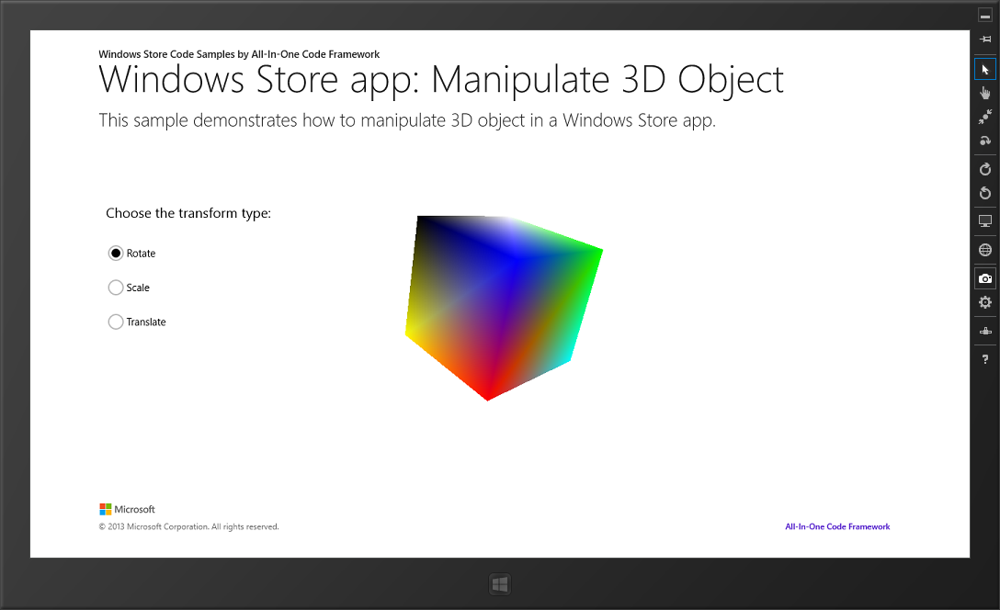 Windows Store Code Samples by All-In-One Code Framework
Windows Store app: Manipulate 3D Object
This sample demonstrates how to manipulate 3D object in a Windows Store app.
Choose the transform type:
Rotate
Scale
Translate
Microsoft
© 2013 Microsoft Corporation. All rights reserved.
All-In-One Code Framework
?